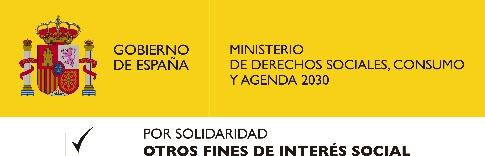 GOBIERNO
DE ESPAÑA
MINISTERIO
DE DERECHOS SOCIALES, CONSUMO
Y AGENDA 2030
POR SOLIDARIDAD
OTROS FINES DE INTERÉS SOCIAL